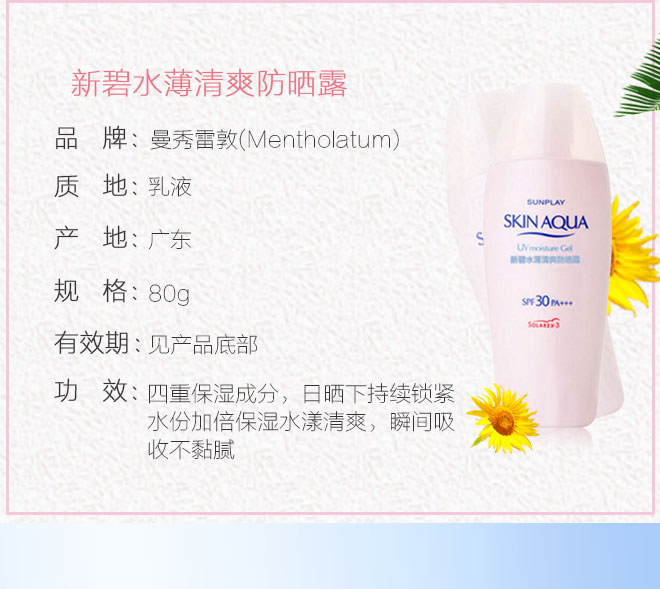 新碧水薄清爽防晒露
品 牌：曼秀雷敦(Mentholatum)
质 地：乳液
产 地：广东
规 格：80g
有效期：见产品底部
功 效：四重保湿成分，日晒下持续锁紧
水份加倍保湿水漾清爽，瞬间吸
收不黏腻
SUNPLAY
SKIN AQUA
UV moisture Gel
新碧水薄清爽防晒露
SPF30 PA+++
SOLAREX-3
S